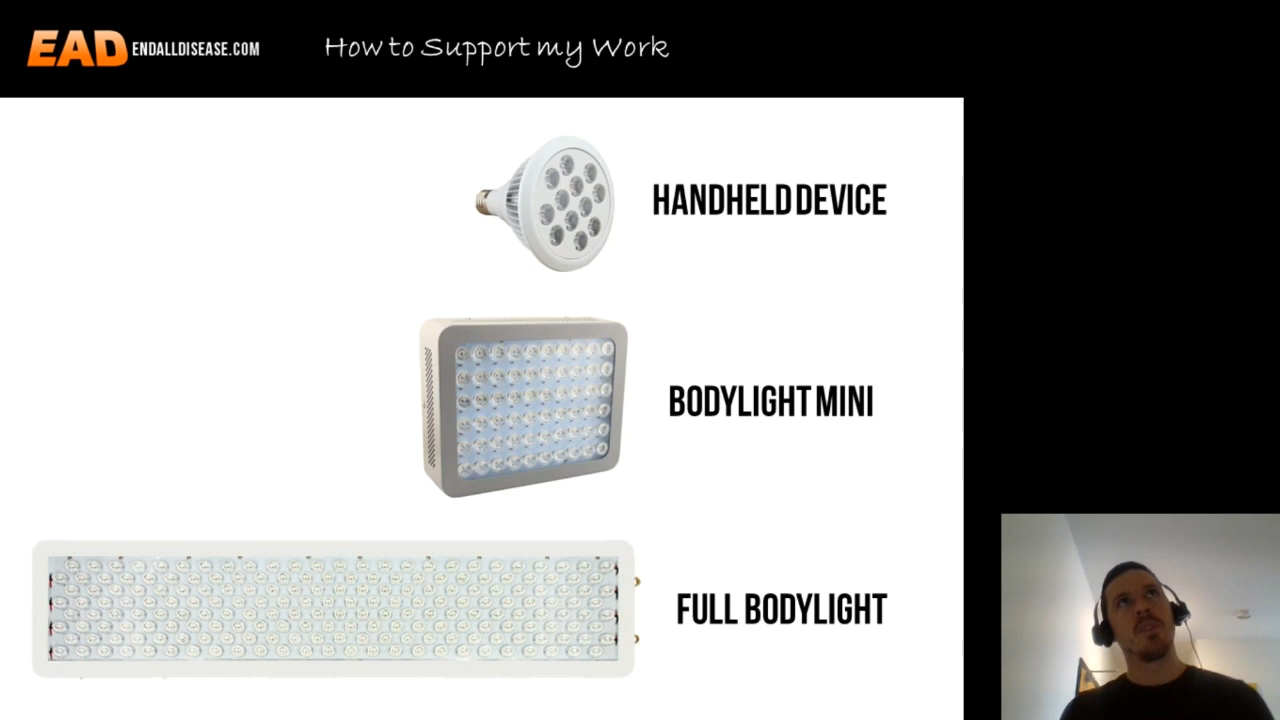 EAD ENDALLDISEASE.COM
How to Support my Work
HANDHELD DEVICE
BODYLIGHT MINI
FULL BODYLIGHT